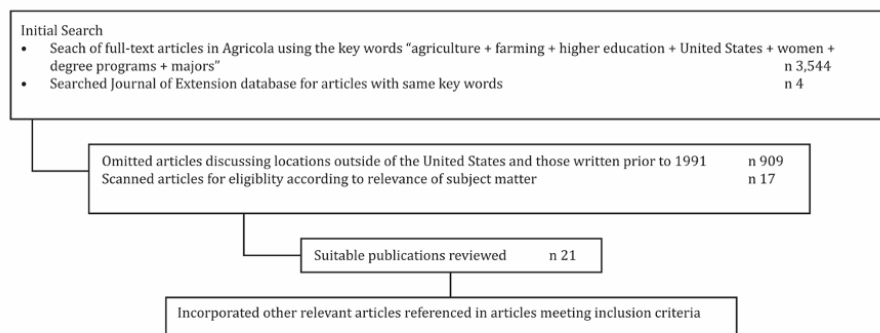 Initial Search
• Seach of full-text articles in Agricola using the key words “agriculture + farming + higher education + United States + women +
degree programs + majors” n 3,544
• Searched Journal of Extension database for articles with same key words n 4
Omitted articles discussing locations outside of the United States and those written prior to 1991 n 909
Scanned articles for eligiblity according to relevance of subject matter n 17
Suitable publications reviewed n 21
Incorporated other relevant articles referenced in articles meeting inclusion criteria